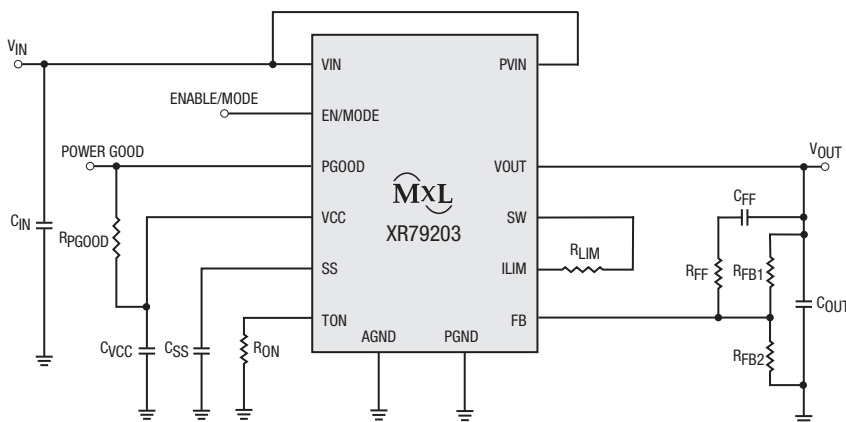 VIN
ENABLE/MODE
POWER GOOD
CIN
RPGOOD
CVCC
CSS
RON
VIN
EN/MODE
PGOOD
VCC
SS
TON
AGND
PGND
MxL
XR79203
PVIN
VOUT
SW
ILIM
FB
RLIM
VOUT
CFF
RFF
RFB1
COUT
RFB2